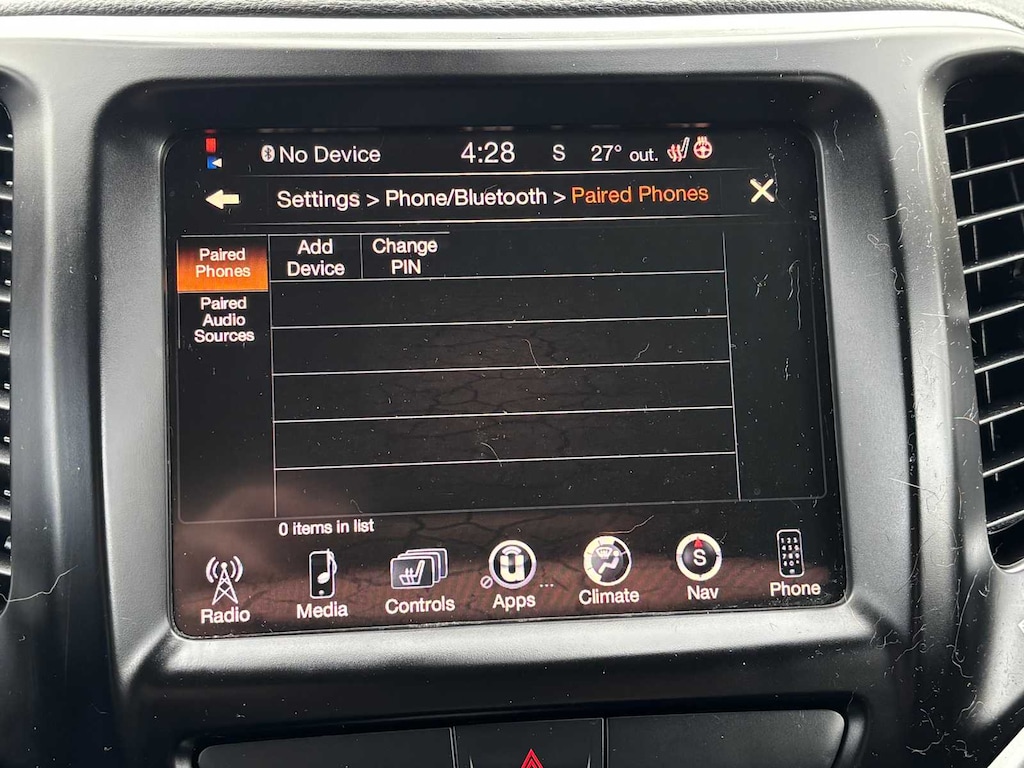 No Device 4:28 S 27° out.
Settings > Phone/Bluetooth > Paired Phones
Paired
Phones
Add
Device
Change
PIN
Paired
Audio
Sources
0 items in list
Radio
Media
Controls
Apps
Climate
S
Nav
Phone